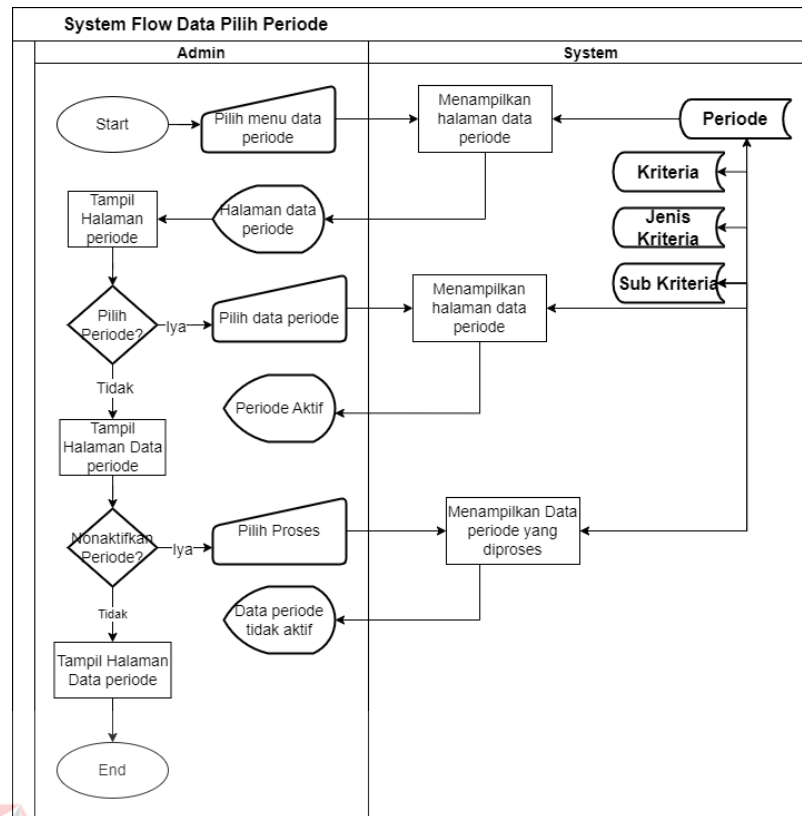 System Flow Data Pilih Periode
Admin
System
Start
Pilih menu data
periode
Menampilkan
halaman data
periode
Periode
Kriteria
Jenis
Kriteria
Sub Kriteria
Tampil
Halaman
periode
Halaman data
periode
Pilih
Periode?
Iya
Pilih data periode
Menampilkan
halaman data
periode
Tidak
Periode Aktif
Tampil
Halaman Data
periode
Nonaktifkan
Periode?
Iya
Pilih Proses
Menampilkan Data
periode yang
diproses
Tidak
Data periode
tidak aktif
Tampil Halaman
Data periode
End